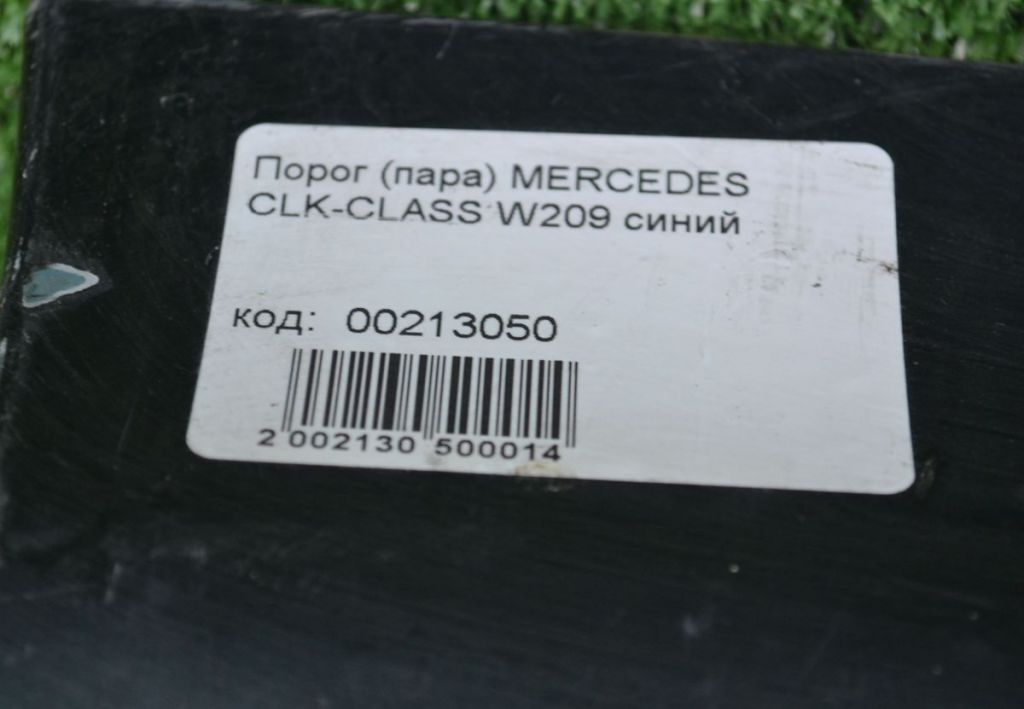 Порог (пара) MERCEDES
CLK-CLASS W209 синий
код: 00213050
2 002130 500014